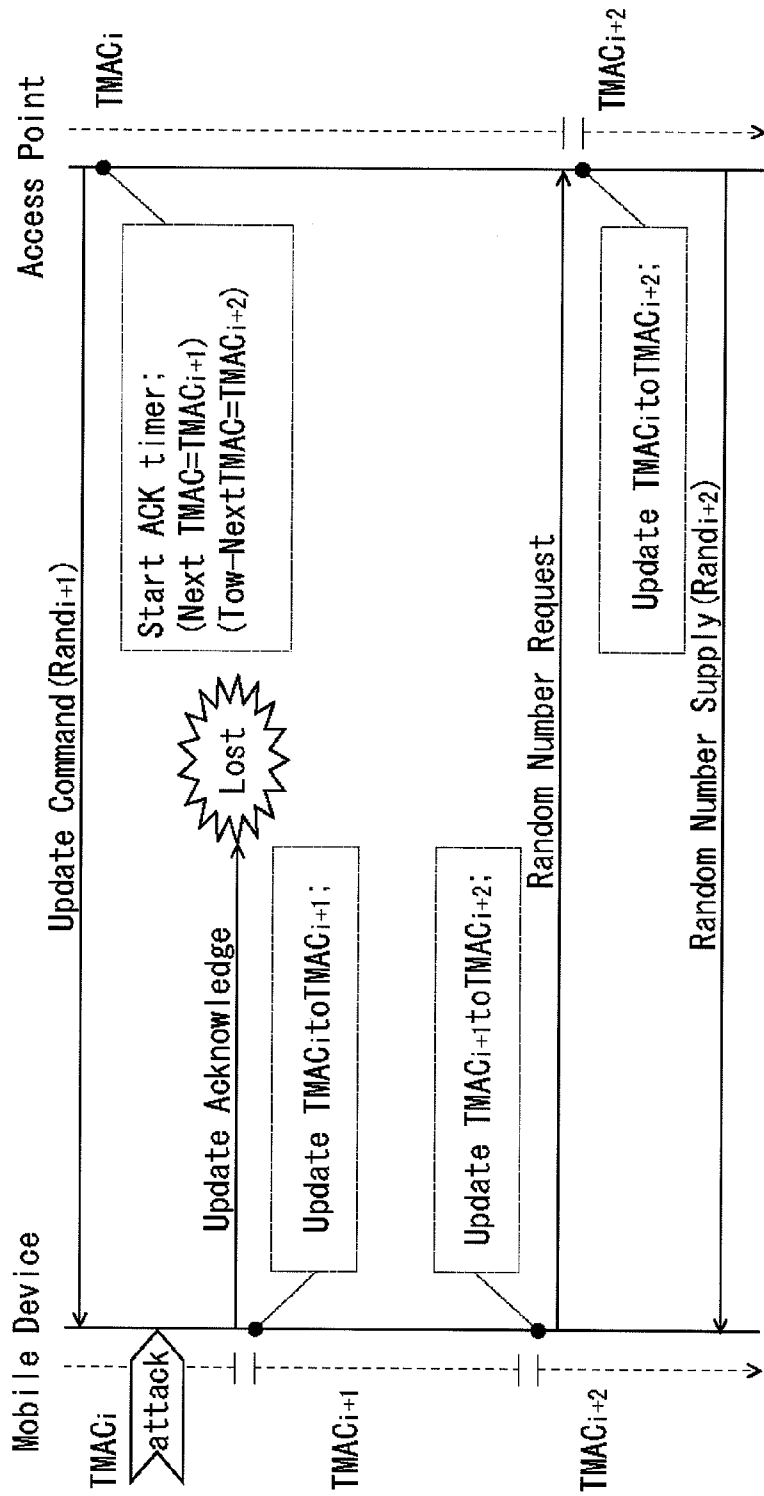 Mobile Device
Access Point
TMACi
TMACi
Update Command(Randi+1)
attack
Start ACK timer;
(Next TMAC=TMACi+1)
(Tow-NextTMAC=TMACi+2)
Update Acknowledge
Lost
Update TMACitoTMACi+1;
TMACi+1
Update TMACi+1toTMACi+2;
Random Number Request
TMACi+2
TMACi+2
Update TMACitoTMACi+2;
Random Number Supply(Randi+2)